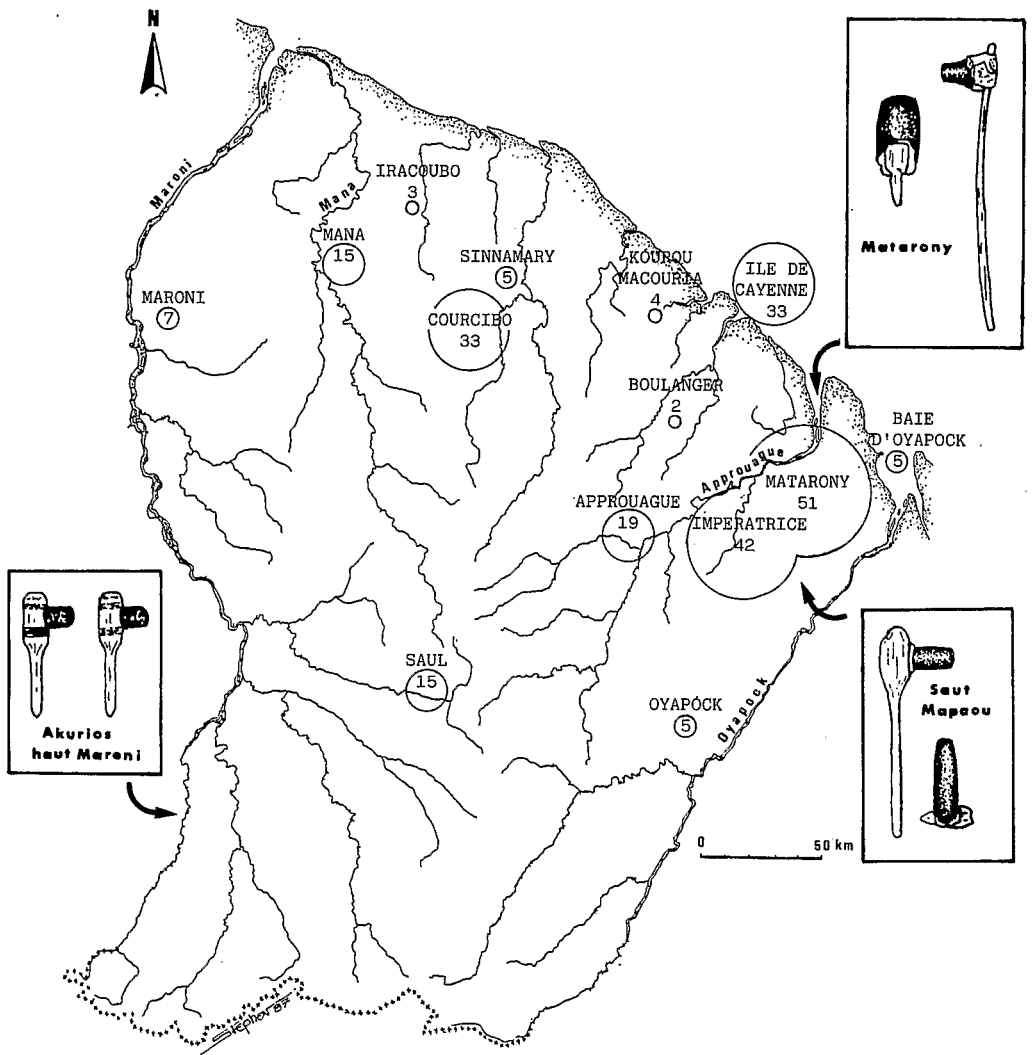 N
Maroni
Mana
IRACOUBO
3
MANA
15
SINNAMARY
5
KOUROU
MACOURIA
4
ILE DE
CAYENNE
33
Matarony
MARONI
7
COURCIBO
33
BOULANGER
2
BAIE
D'OYAPOCK
5
Approuague
MATARONY
51
APPROUAGUE
19
IMPERATRICE
42
Akurios
haut Maroni
SAUL
15
OYAPOCK
5
Oyapock
Saut
Mapaou
0
50 km
Stéphan 87